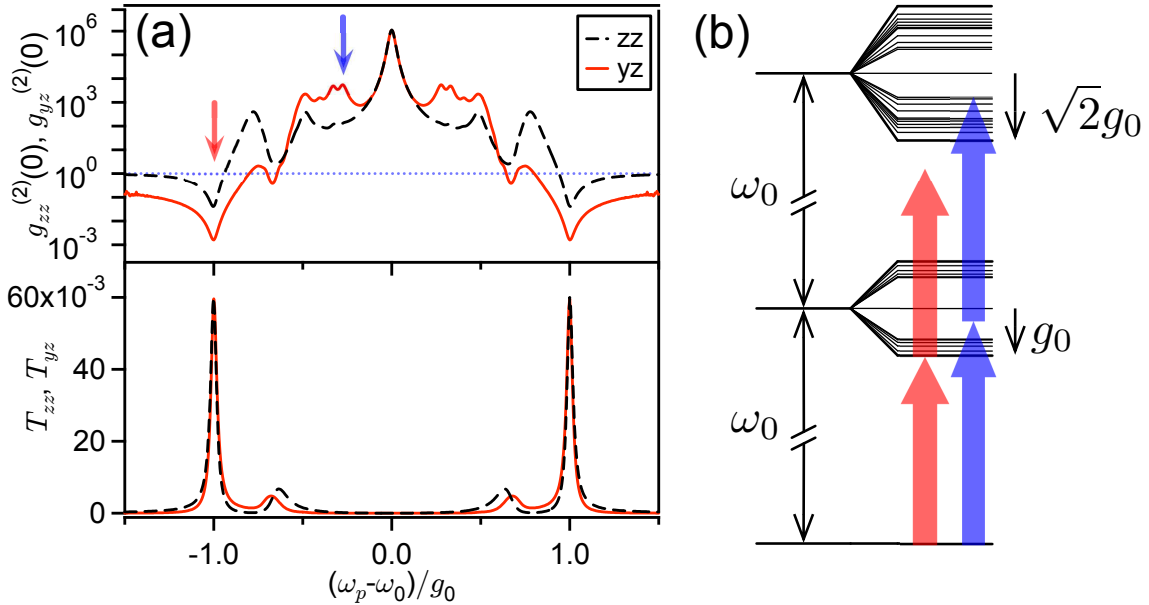 (a)
zz
yz
g_zz^(2)(0), g_yz^(2)(0)
10^6
10^3
10^0
10^-3
T_zz, T_yz
60x10^-3
40
20
0
-1.0
0.0
1.0
(ω_p-ω_0)/g_0
(b)
√2g_0
ω_0
g_0
ω_0